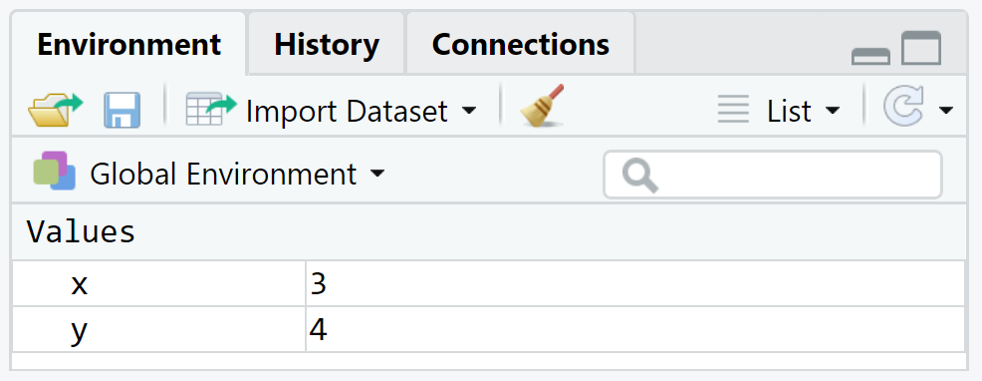 Environment History Connections
Import Dataset List
Global Environment
Values
x 3
y 4